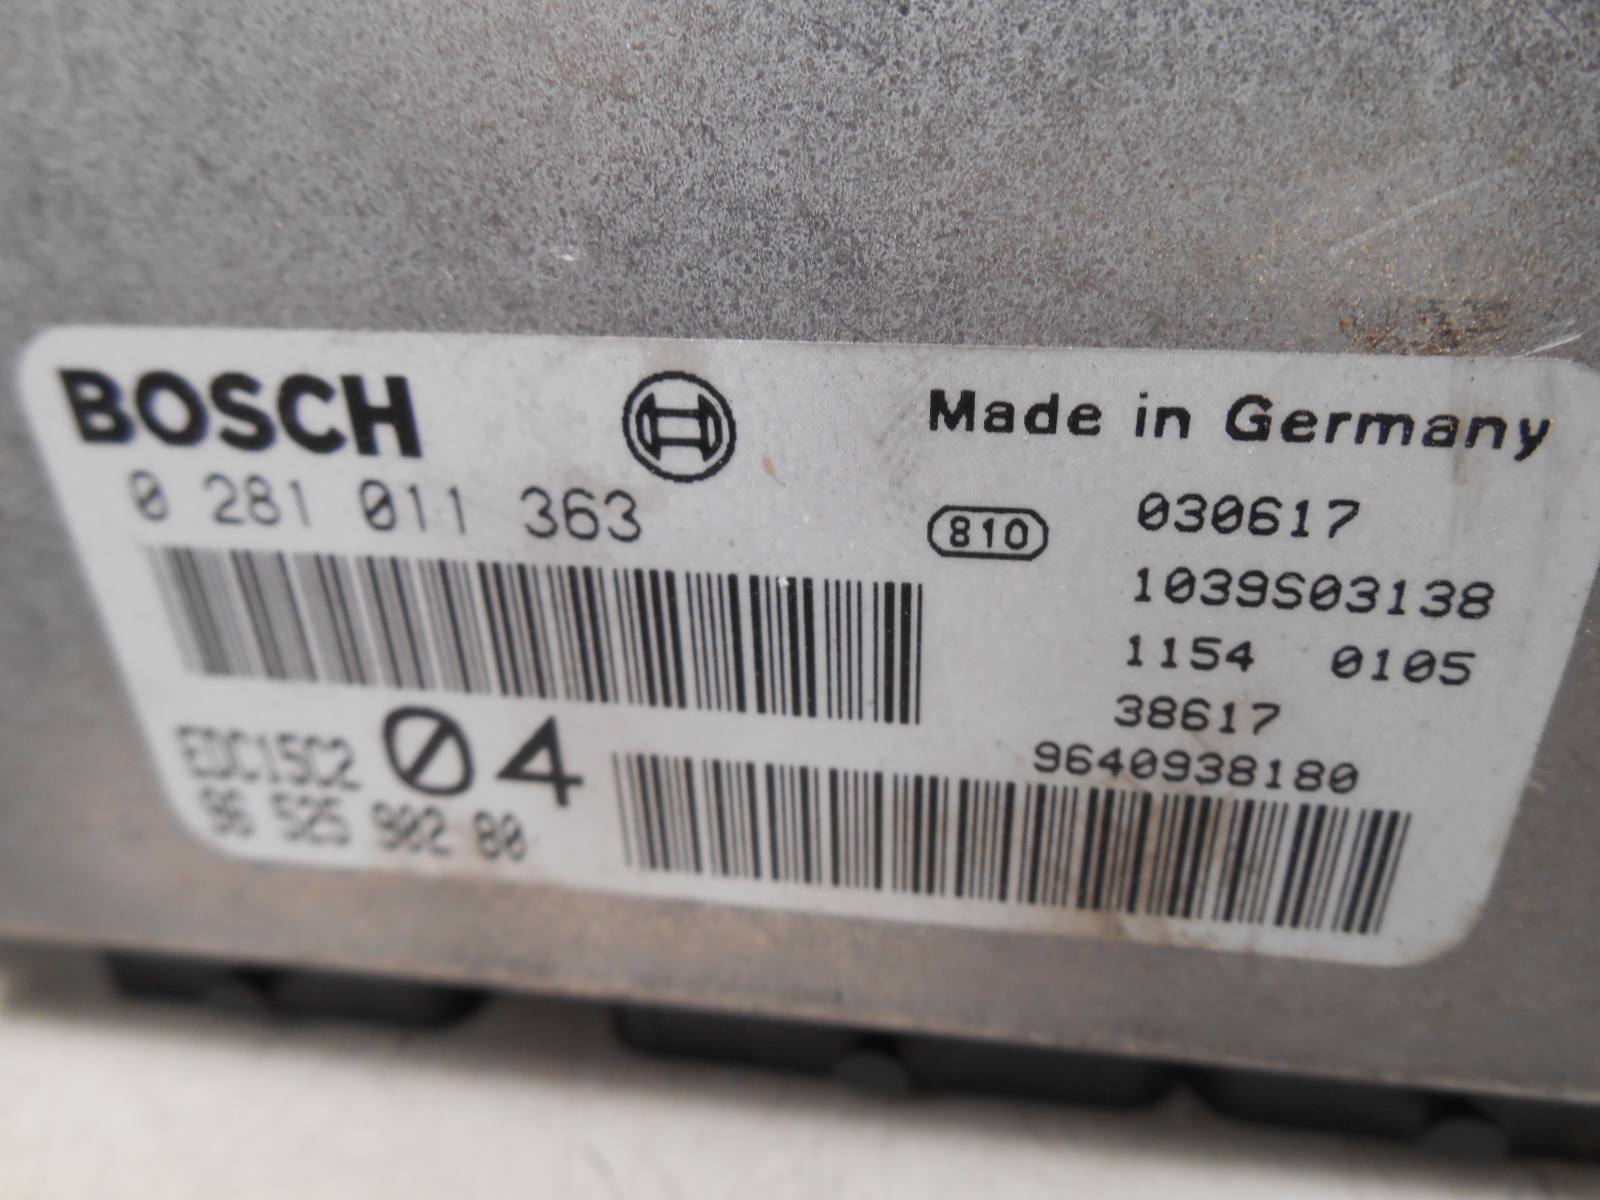 BOSCH
Made in Germany
0 281 011 363
810
030617
1039S03138
1154 0105
38617
9640938180
EDC15C2 04
96 525 902 80